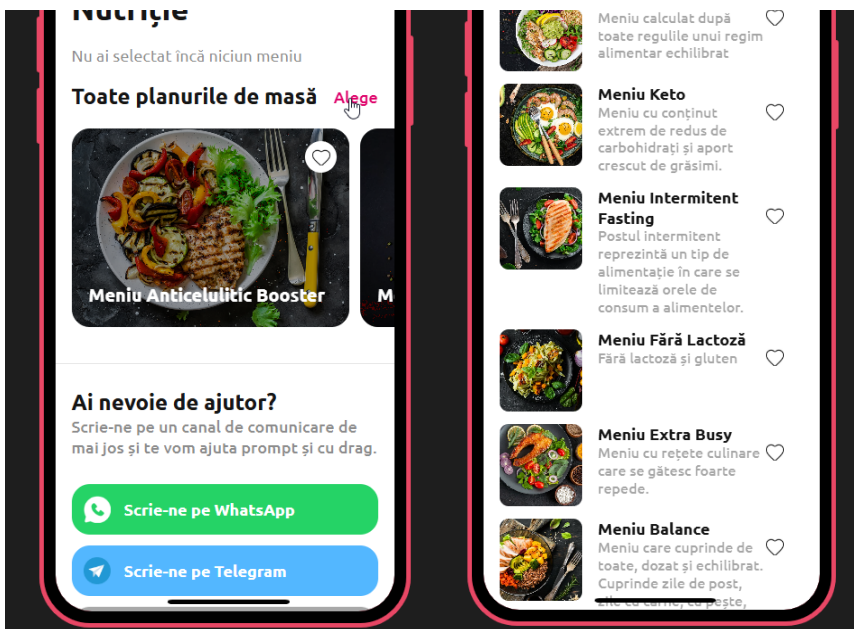 Nutriție
Nu ai selectat încă niciun meniu
Toate planurile de masă
Alege
Meniu Anticelulitic Booster
Ai nevoie de ajutor?
Scrie-ne pe un canal de comunicare de
mai jos și te vom ajuta prompt și cu drag.
Scrie-ne pe WhatsApp
Scrie-ne pe Telegram
Meniu calculat după
toate regulile unui regim
alimentar echilibrat
Meniu Keto
Meniu cu conținut
extrem de redus de
carbohidrați și aport
crescut de grăsimi.
Meniu Intermitent
Fasting
Postul intermitent
reprezintă un tip de
alimentație în care se
limitează orele de
consum a alimentelor.
Meniu Fără Lactoză
Fără lactoză și gluten
Meniu Extra Busy
Meniu cu rețete culinare
care se gătesc foarte
repede.
Meniu Balance
Meniu care cuprinde de
toate, dozat și echilibrat.
Cuprinde zile de post,
zile cu carne, cu pește,